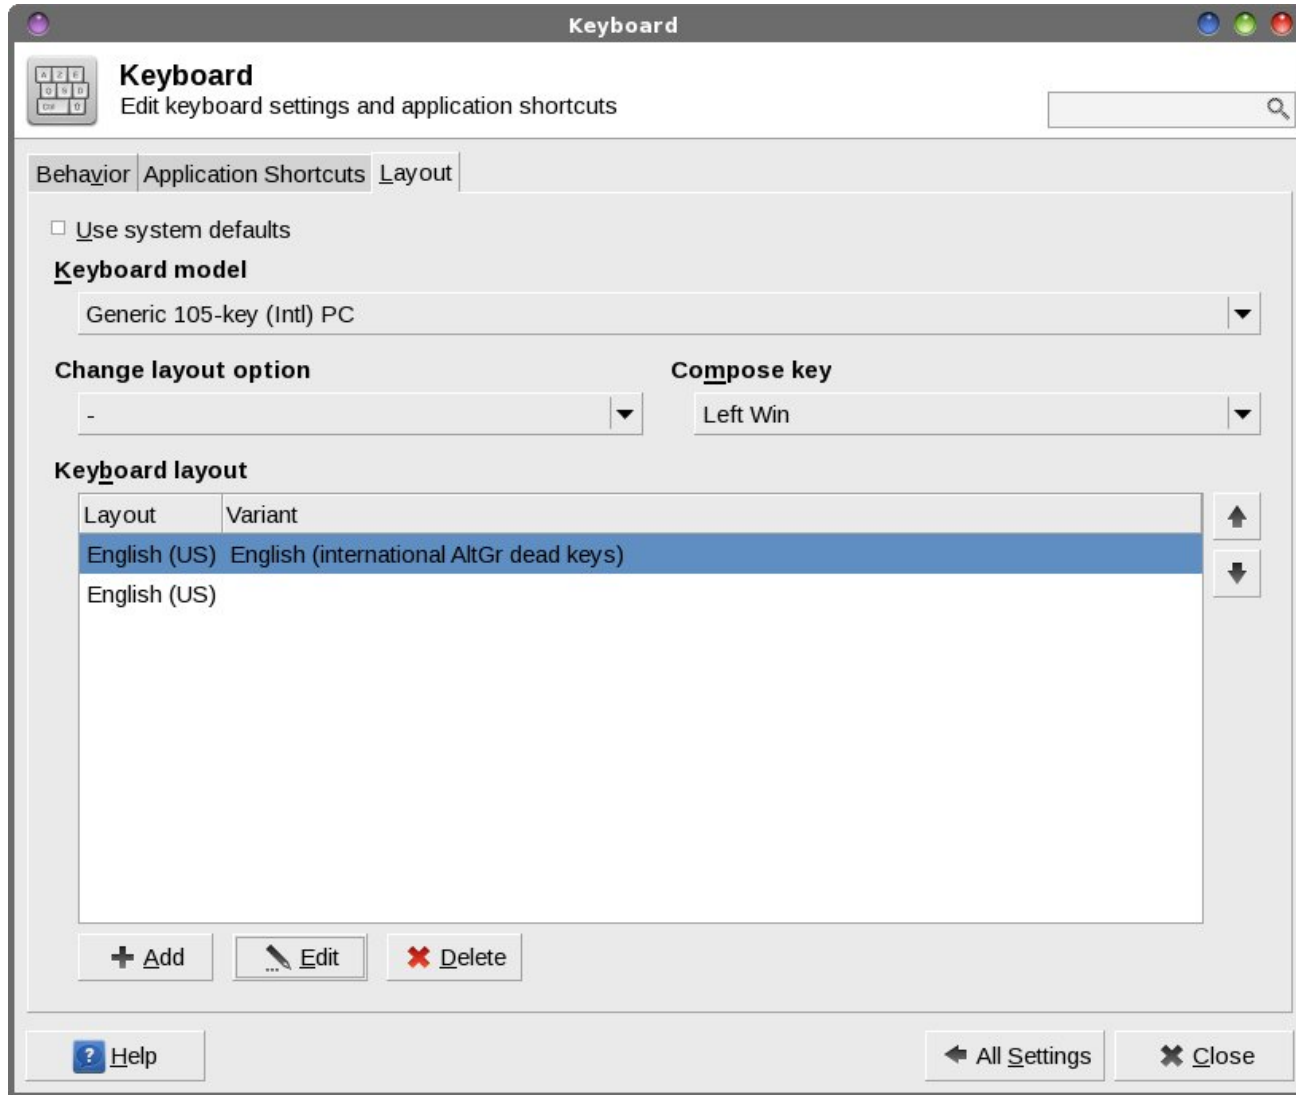 Keyboard
Keyboard
Edit keyboard settings and application shortcuts
Behavior Application Shortcuts Layout
Use system defaults
Keyboard model
Generic 105-key (Intl) PC
Change layout option Compose key
- Left Win
Keyboard layout
Layout Variant
English (US) English (international AltGr dead keys)
English (US)
Add Edit Delete
? Help All Settings Close